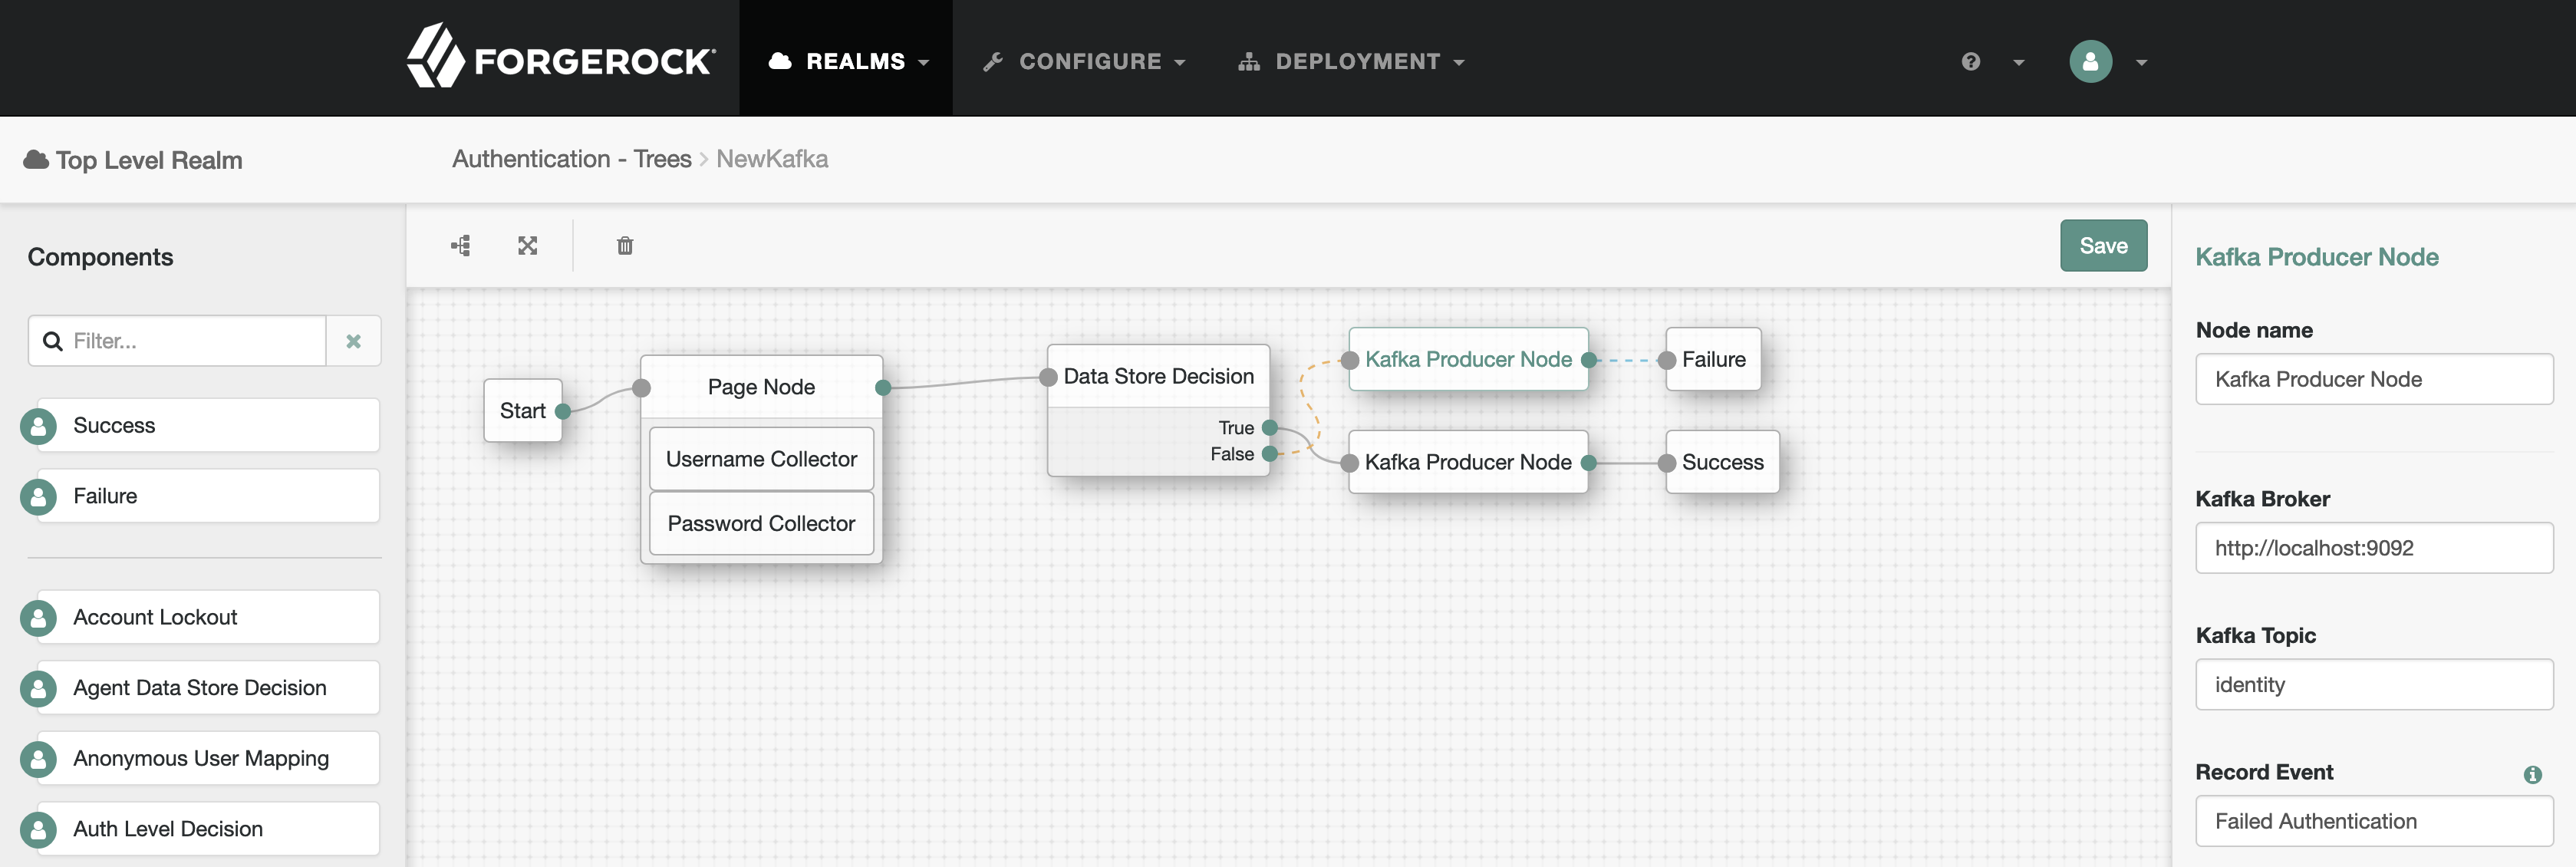 FORGEROCK
REALMS
CONFIGURE
DEPLOYMENT
Top Level Realm
Authentication - Trees > NewKafka
Components
Filter...
Success
Failure
Account Lockout
Agent Data Store Decision
Anonymous User Mapping
Auth Level Decision
Save
Start
Page Node
Username Collector
Password Collector
Data Store Decision
True
False
Kafka Producer Node
Failure
Kafka Producer Node
Success
Kafka Producer Node
Node name
Kafka Producer Node
Kafka Broker
http://localhost:9092
Kafka Topic
identity
Record Event
Failed Authentication